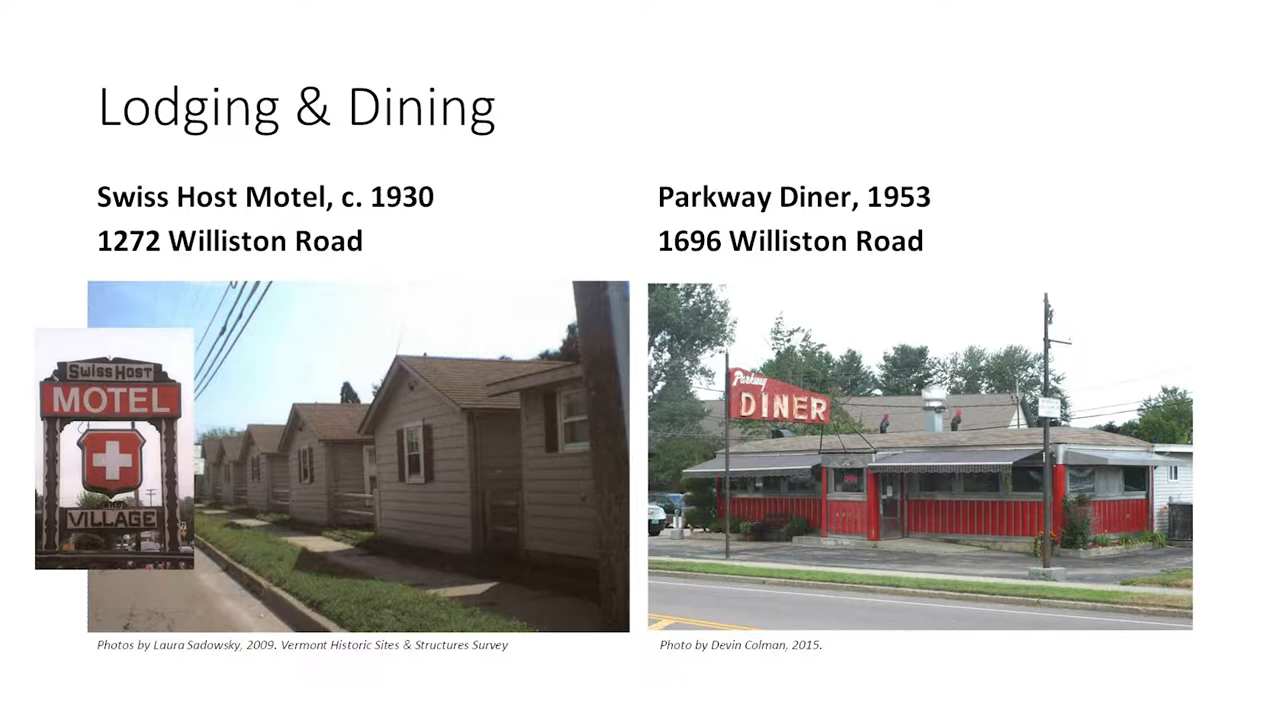 Lodging & Dining
Swiss Host Motel, c. 1930
1272 Williston Road
Parkway Diner, 1953
1696 Williston Road
SWISS HOST
MOTEL
VILLAGE
Parkway
DINER
Photos by Laura Sadowsky, 2009. Vermont Historic Sites & Structures Survey
Photo by Devin Colman, 2015.